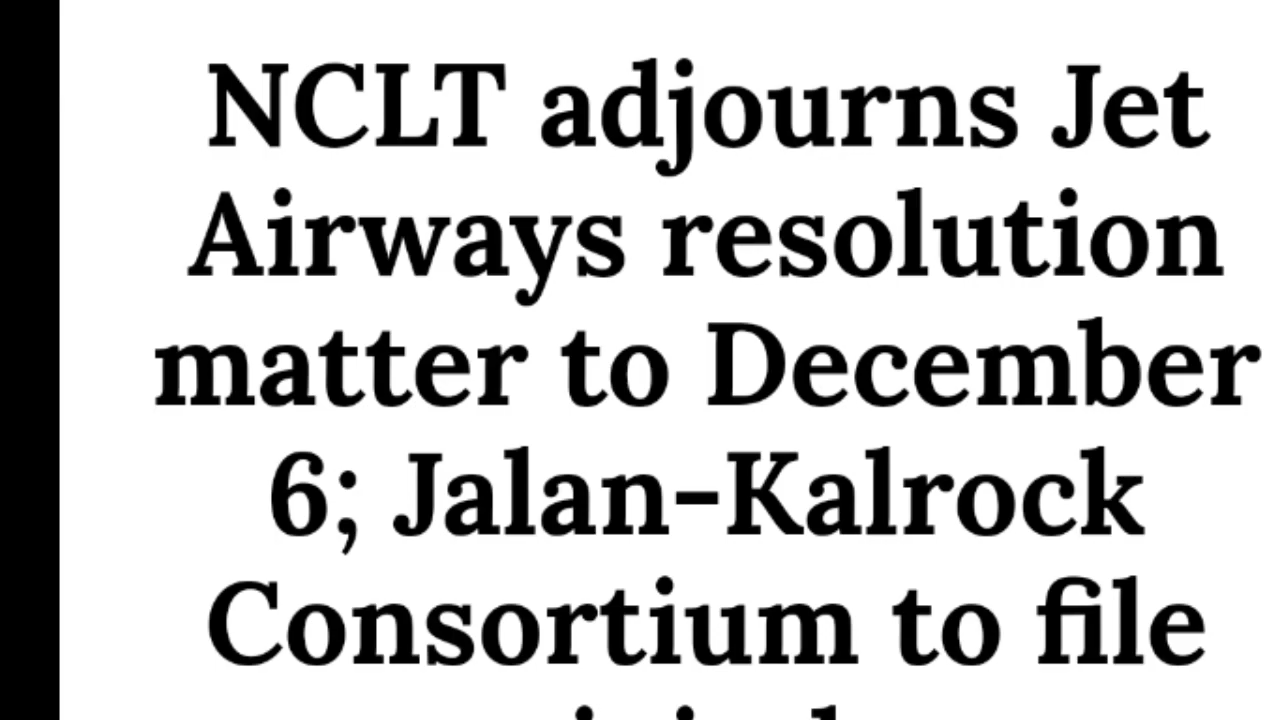 NCLT adjourns Jet
Airways resolution
matter to December
6; Jalan-Kalrock
Consortium to file